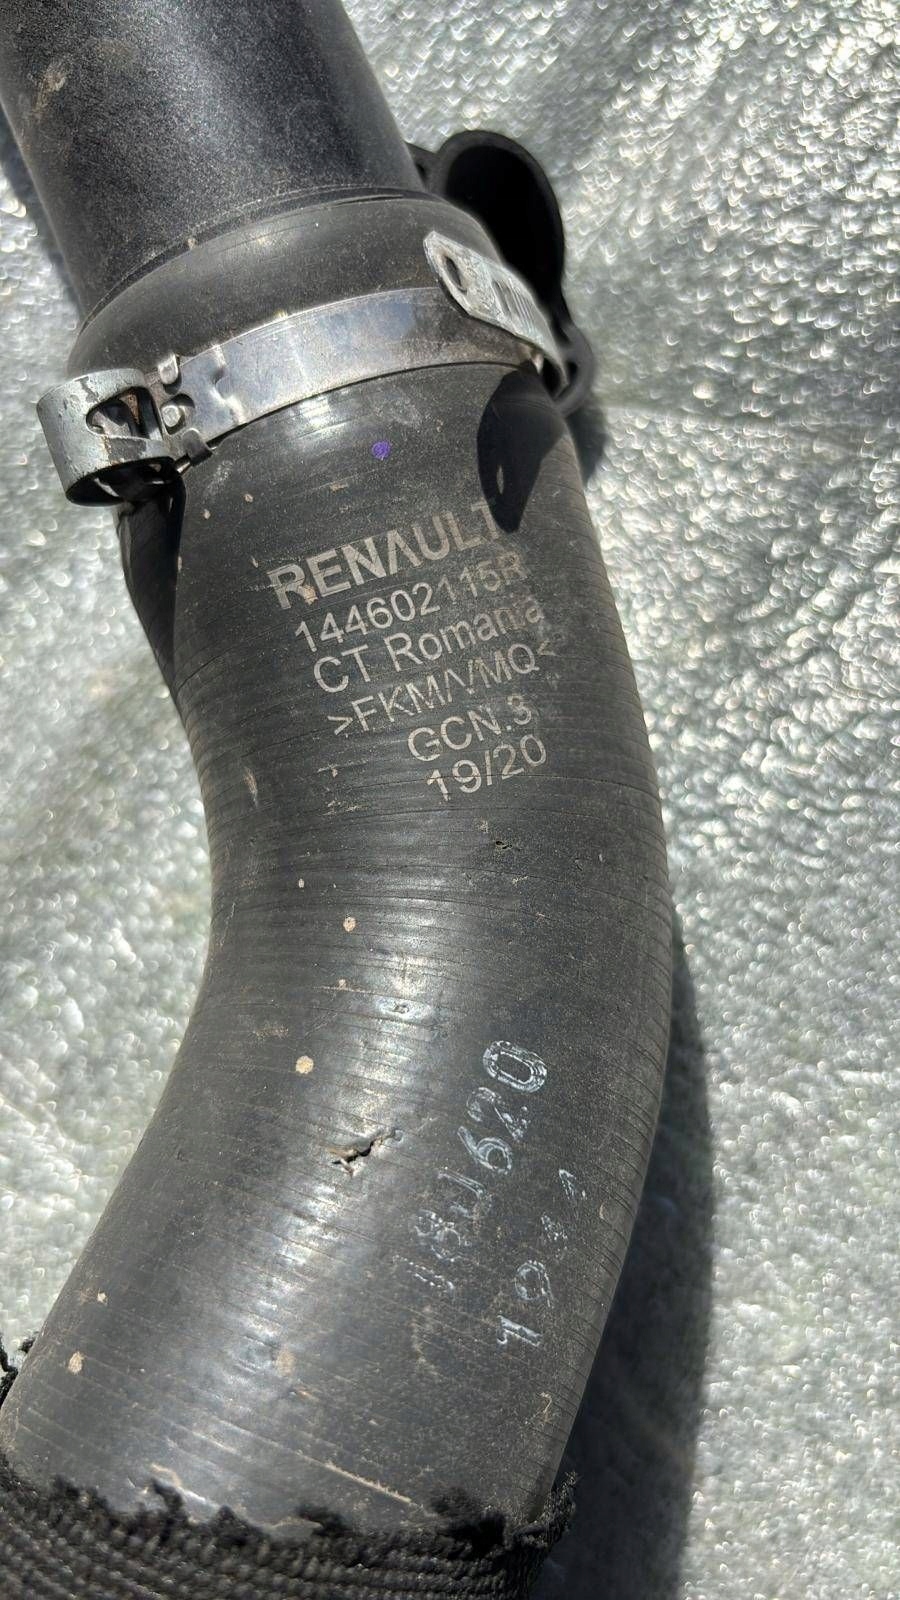 RENAULT
144602115R
CT Romania
>FKM/VMQ<
GCN.3
19/20